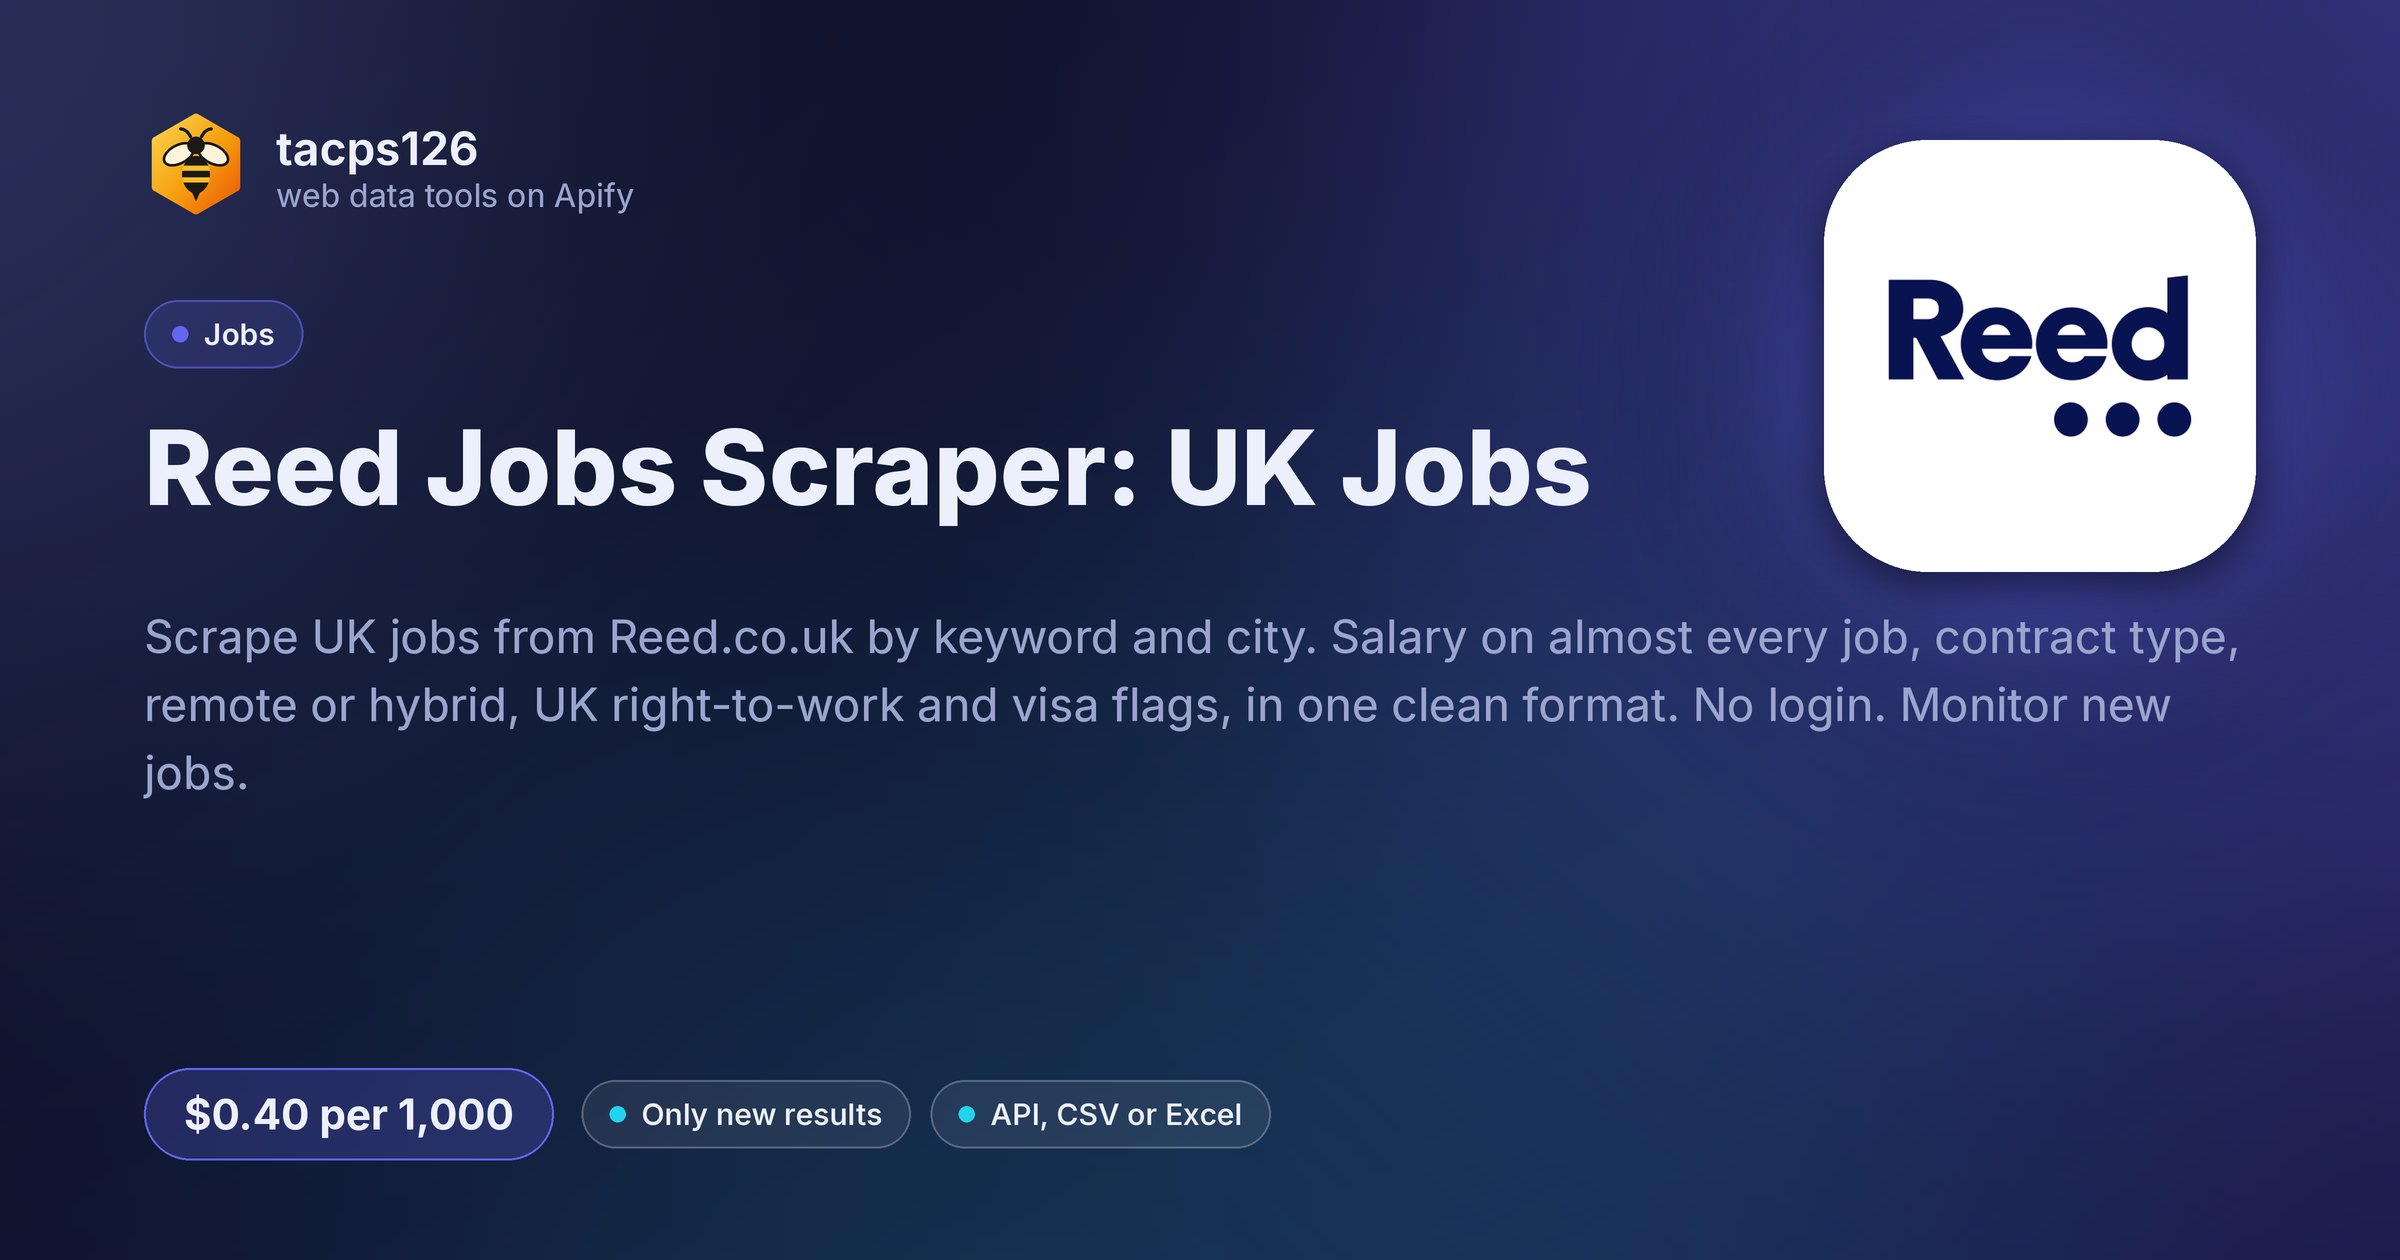 tacps126
web data tools on Apify
Jobs
Reed
Reed Jobs Scraper: UK Jobs
Scrape UK jobs from Reed.co.uk by keyword and city. Salary on almost every job, contract type,
remote or hybrid, UK right-to-work and visa flags, in one clean format. No login. Monitor new
jobs.
$0.40 per 1,000
Only new results
API, CSV or Excel